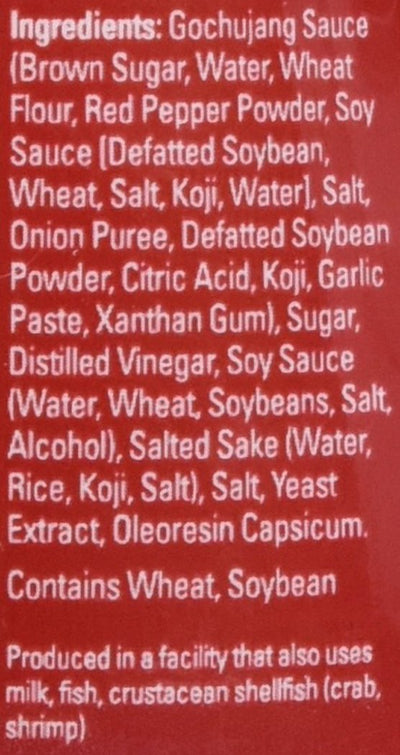 Ingredients: Gochujang Sauce
(Brown Sugar, Water, Wheat
Flour, Red Pepper Powder, Soy
Sauce [Defatted Soybean,
Wheat, Salt, Koji, Water], Salt,
Onion Puree, Defatted Soybean
Powder, Citric Acid, Koji, Garlic
Paste, Xanthan Gum), Sugar,
Distilled Vinegar, Soy Sauce
(Water, Wheat, Soybeans, Salt,
Alcohol), Salted Sake (Water,
Rice, Koji, Salt), Salt, Yeast
Extract, Oleoresin Capsicum.
Contains Wheat, Soybean
Produced in a facility that also uses
milk, fish, crustacean shellfish (crab,
shrimp)